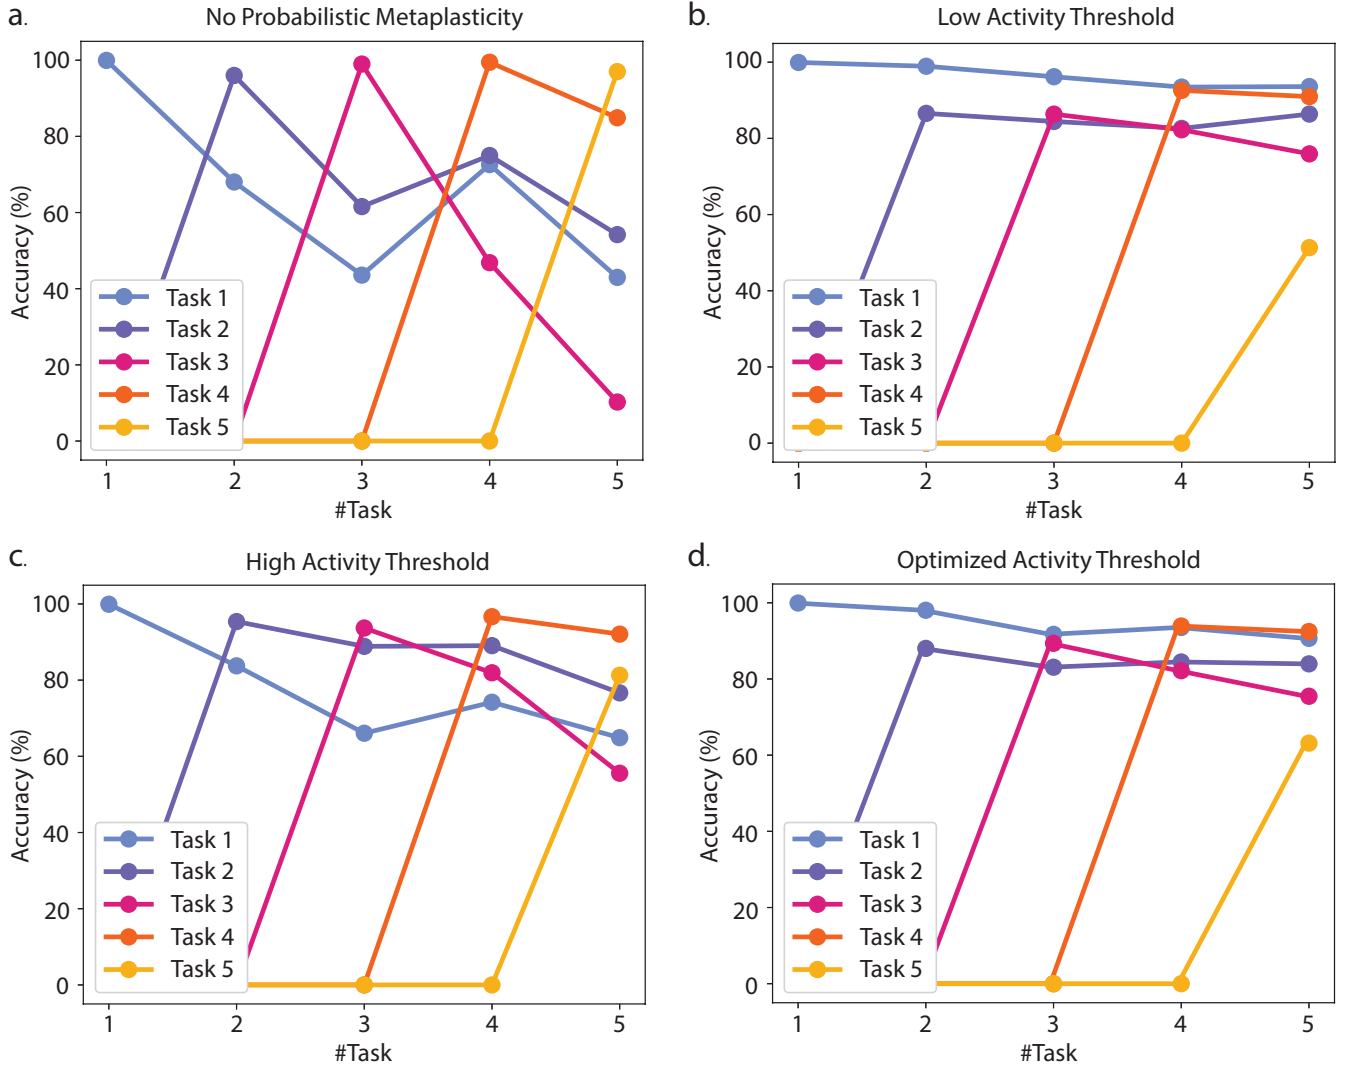 a.
No Probabilistic Metaplasticity
100
80
60
40
20
0
Accuracy (%)
Task 1
Task 2
Task 3
Task 4
Task 5
1 2 3 4 5
#Task
b.
Low Activity Threshold
100
80
60
40
20
0
Accuracy (%)
Task 1
Task 2
Task 3
Task 4
Task 5
1 2 3 4 5
#Task
c.
High Activity Threshold
100
80
60
40
20
0
Accuracy (%)
Task 1
Task 2
Task 3
Task 4
Task 5
1 2 3 4 5
#Task
d.
Optimized Activity Threshold
100
80
60
40
20
0
Accuracy (%)
Task 1
Task 2
Task 3
Task 4
Task 5
1 2 3 4 5
#Task